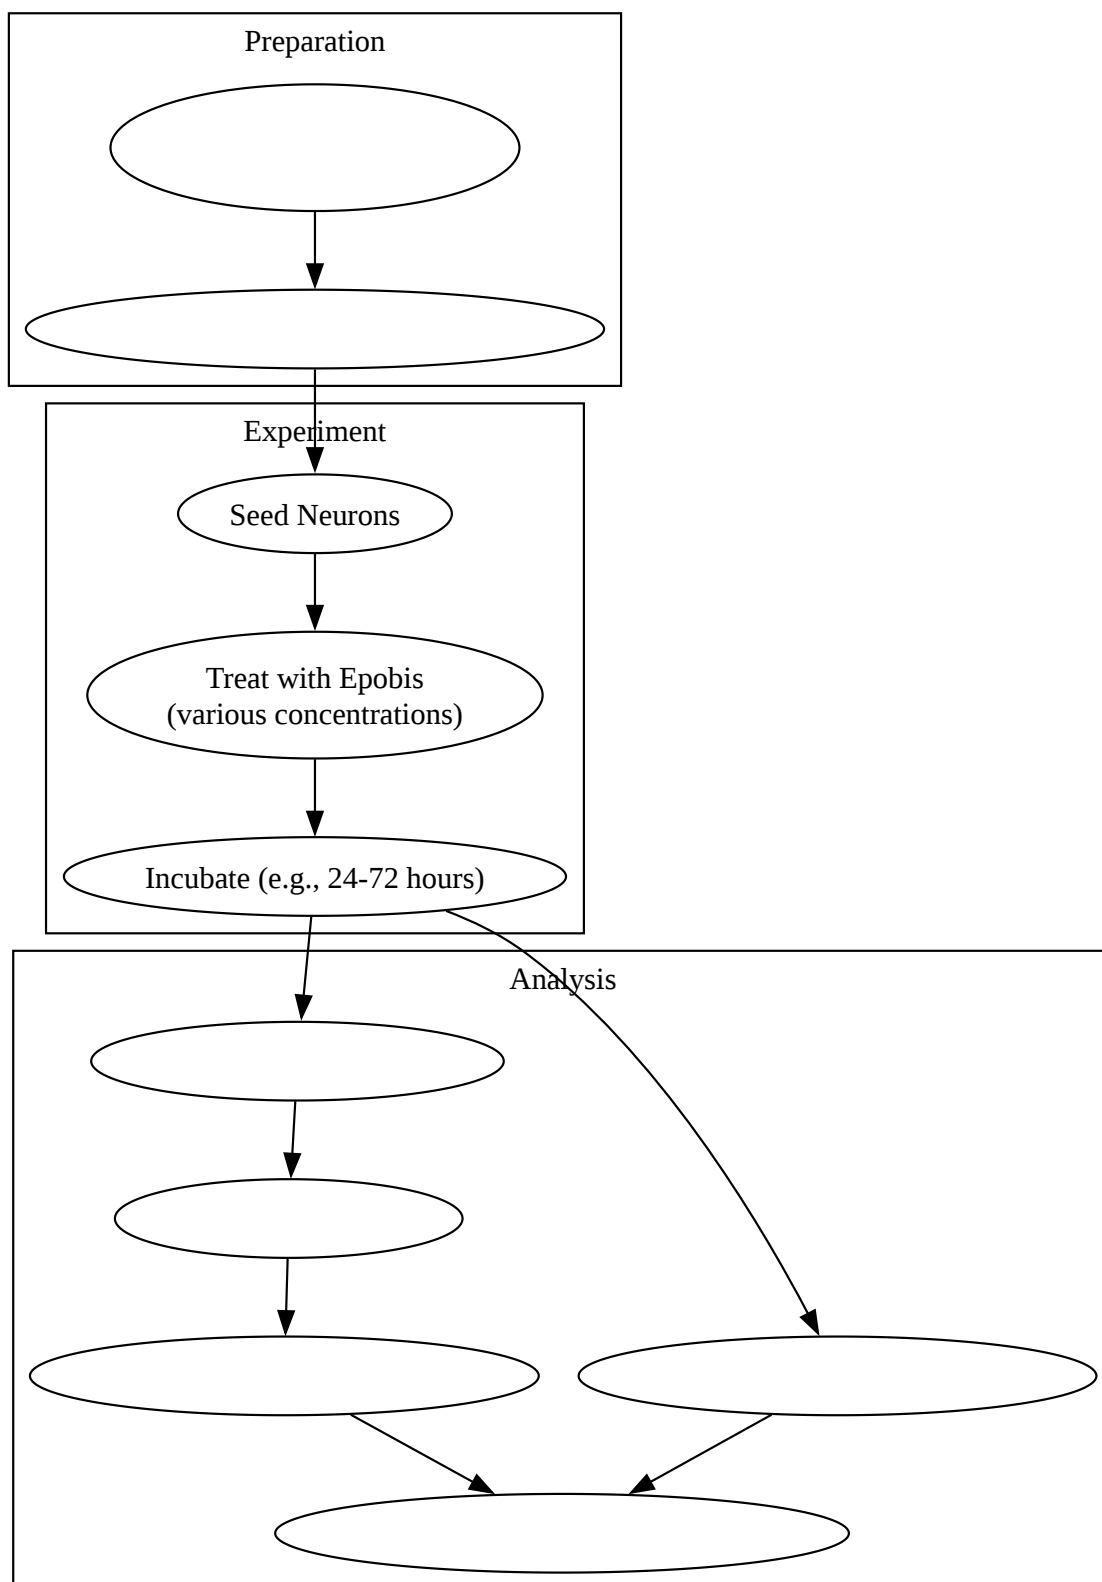 Preparation
Experiment
Seed Neurons
Treat with Epobis
(various concentrations)
Incubate (e.g., 24-72 hours)
Analysis